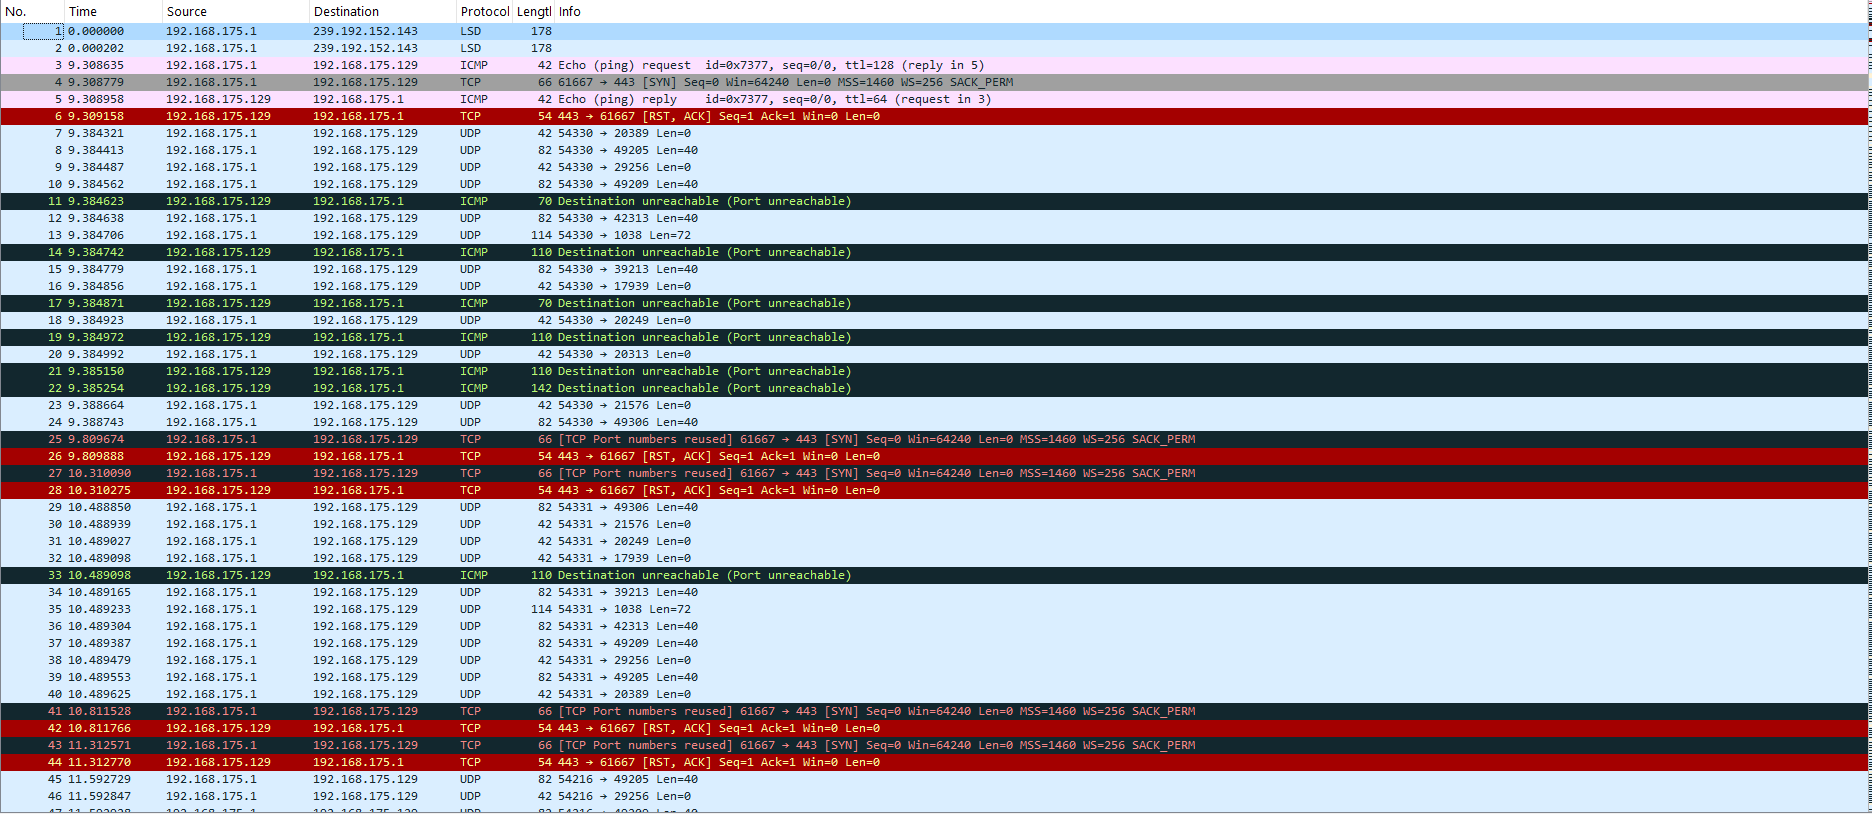 No. Time Source Destination Protocol Lengtl Info
1 0.000000 192.168.175.1 239.192.152.143 LSD 178
2 0.000202 192.168.175.1 239.192.152.143 LSD 178
3 9.308635 192.168.175.1 192.168.175.129 ICMP 42 Echo (ping) request id=0x7377, seq=0/0, ttl=128 (reply in 5)
4 9.308779 192.168.175.1 192.168.175.129 TCP 66 61667 → 443 [SYN] Seq=0 Win=64240 Len=0 MSS=1460 WS=256 SACK_PERM
5 9.308958 192.168.175.129 192.168.175.1 ICMP 42 Echo (ping) reply id=0x7377, seq=0/0, ttl=64 (request in 3)
6 9.309158 192.168.175.129 192.168.175.1 TCP 54 443 → 61667 [RST, ACK] Seq=1 Ack=1 Win=0 Len=0
7 9.384321 192.168.175.1 192.168.175.129 UDP 42 54330 → 20389 Len=0
8 9.384413 192.168.175.1 192.168.175.129 UDP 82 54330 → 49205 Len=40
9 9.384487 192.168.175.1 192.168.175.129 UDP 42 54330 → 29256 Len=0
10 9.384562 192.168.175.1 192.168.175.129 UDP 82 54330 → 49209 Len=40
11 9.384623 192.168.175.129 192.168.175.1 ICMP 70 Destination unreachable (Port unreachable)
12 9.384638 192.168.175.1 192.168.175.129 UDP 82 54330 → 42313 Len=40
13 9.384706 192.168.175.1 192.168.175.129 UDP 114 54330 → 1038 Len=72
14 9.384742 192.168.175.129 192.168.175.1 ICMP 110 Destination unreachable (Port unreachable)
15 9.384779 192.168.175.1 192.168.175.129 UDP 82 54330 → 39213 Len=40
16 9.384856 192.168.175.1 192.168.175.129 UDP 42 54330 → 17939 Len=0
17 9.384871 192.168.175.129 192.168.175.1 ICMP 70 Destination unreachable (Port unreachable)
18 9.384923 192.168.175.1 192.168.175.129 UDP 42 54330 → 20249 Len=0
19 9.384972 192.168.175.129 192.168.175.1 ICMP 110 Destination unreachable (Port unreachable)
20 9.384992 192.168.175.1 192.168.175.129 UDP 42 54330 → 20313 Len=0
21 9.385150 192.168.175.129 192.168.175.1 ICMP 110 Destination unreachable (Port unreachable)
22 9.385254 192.168.175.129 192.168.175.1 ICMP 142 Destination unreachable (Port unreachable)
23 9.388664 192.168.175.1 192.168.175.129 UDP 42 54330 → 21576 Len=0
24 9.388743 192.168.175.1 192.168.175.129 UDP 82 54330 → 49306 Len=40
25 9.809674 192.168.175.1 192.168.175.129 TCP 66 [TCP Port numbers reused] 61667 → 443 [SYN] Seq=0 Win=64240 Len=0 MSS=1460 WS=256 SACK_PERM
26 9.809888 192.168.175.129 192.168.175.1 TCP 54 443 → 61667 [RST, ACK] Seq=1 Ack=1 Win=0 Len=0
27 10.310090 192.168.175.1 192.168.175.129 TCP 66 [TCP Port numbers reused] 61667 → 443 [SYN] Seq=0 Win=64240 Len=0 MSS=1460 WS=256 SACK_PERM
28 10.310275 192.168.175.129 192.168.175.1 TCP 54 443 → 61667 [RST, ACK] Seq=1 Ack=1 Win=0 Len=0
29 10.488850 192.168.175.1 192.168.175.129 UDP 82 54331 → 49306 Len=40
30 10.488939 192.168.175.1 192.168.175.129 UDP 42 54331 → 21576 Len=0
31 10.489027 192.168.175.1 192.168.175.129 UDP 42 54331 → 20249 Len=0
32 10.489098 192.168.175.1 192.168.175.129 UDP 42 54331 → 17939 Len=0
33 10.489098 192.168.175.129 192.168.175.1 ICMP 110 Destination unreachable (Port unreachable)
34 10.489165 192.168.175.1 192.168.175.129 UDP 82 54331 → 39213 Len=40
35 10.489233 192.168.175.1 192.168.175.129 UDP 114 54331 → 1038 Len=72
36 10.489304 192.168.175.1 192.168.175.129 UDP 82 54331 → 42313 Len=40
37 10.489387 192.168.175.1 192.168.175.129 UDP 82 54331 → 49209 Len=40
38 10.489479 192.168.175.1 192.168.175.129 UDP 42 54331 → 29256 Len=0
39 10.489553 192.168.175.1 192.168.175.129 UDP 82 54331 → 49205 Len=40
40 10.489625 192.168.175.1 192.168.175.129 UDP 42 54331 → 20389 Len=0
41 10.811528 192.168.175.1 192.168.175.129 TCP 66 [TCP Port numbers reused] 61667 → 443 [SYN] Seq=0 Win=64240 Len=0 MSS=1460 WS=256 SACK_PERM
42 10.811766 192.168.175.129 192.168.175.1 TCP 54 443 → 61667 [RST, ACK] Seq=1 Ack=1 Win=0 Len=0
43 11.312571 192.168.175.1 192.168.175.129 TCP 66 [TCP Port numbers reused] 61667 → 443 [SYN] Seq=0 Win=64240 Len=0 MSS=1460 WS=256 SACK_PERM
44 11.312770 192.168.175.129 192.168.175.1 TCP 54 443 → 61667 [RST, ACK] Seq=1 Ack=1 Win=0 Len=0
45 11.592729 192.168.175.1 192.168.175.129 UDP 82 54216 → 49205 Len=40
46 11.592847 192.168.175.1 192.168.175.129 UDP 42 54216 → 29256 Len=0